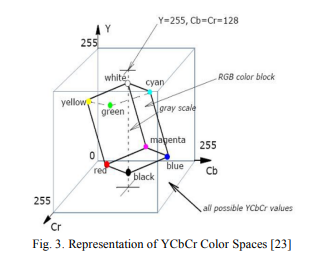 Y
Y=255, Cb=Cr=128
255
white
cyan
RGB color block
yellow
green
gray scale
magenta
255
0
red
blue
Cb
black
255
all possible YCbCr values
Cr
Fig. 3. Representation of YCbCr Color Spaces [23]